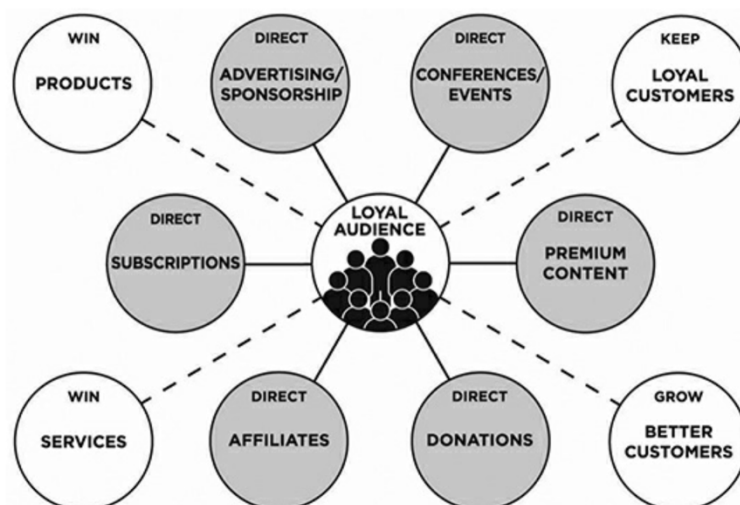 WIN
PRODUCTS
DIRECT
ADVERTISING/
SPONSORSHIP
DIRECT
CONFERENCES/
EVENTS
KEEP
LOYAL
CUSTOMERS
DIRECT
SUBSCRIPTIONS
LOYAL
AUDIENCE
DIRECT
PREMIUM
CONTENT
WIN
SERVICES
DIRECT
AFFILIATES
DIRECT
DONATIONS
GROW
BETTER
CUSTOMERS